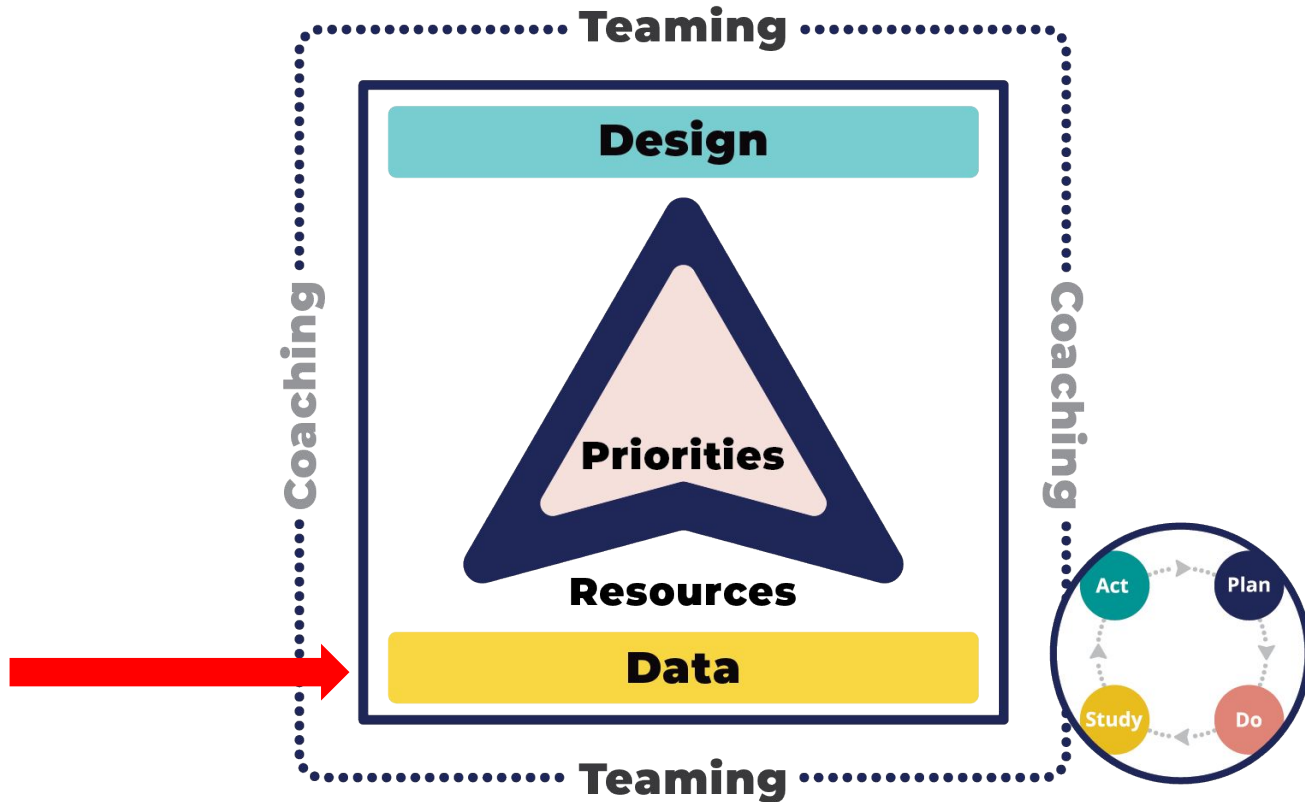 Teaming
Design
Coaching
Coaching
Priorities
Resources
Data
Act
Plan
Study
Do
Teaming